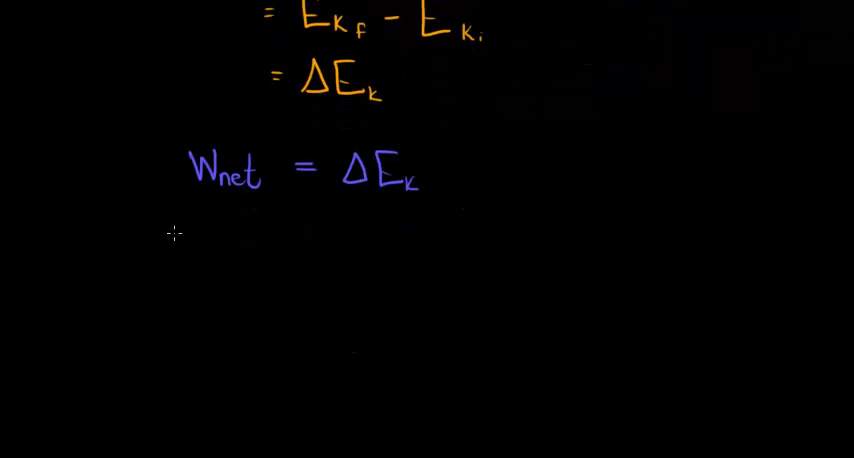 = E_Kf - E_Ki
= ΔE_k
W_net = ΔE_k